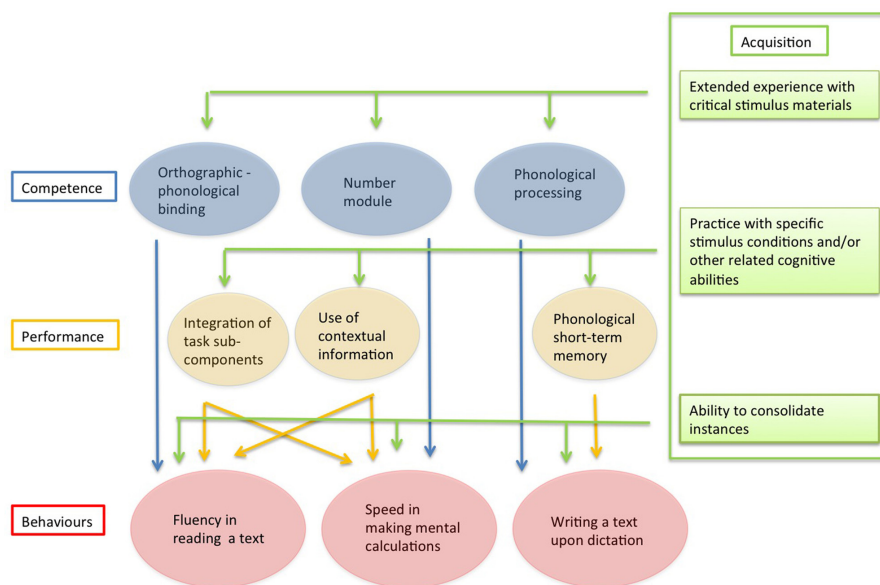 Acquisition
Extended experience with
critical stimulus materials
Competence
Orthographic -
phonological
binding
Number
module
Phonological
processing
Practice with specific
stimulus conditions and/or
other related cognitive
abilities
Performance
Integration of
task sub-
components
Use of
contextual
information
Phonological
short-term
memory
Ability to consolidate
instances
Behaviours
Fluency in
reading a text
Speed in
making mental
calculations
Writing a text
upon dictation